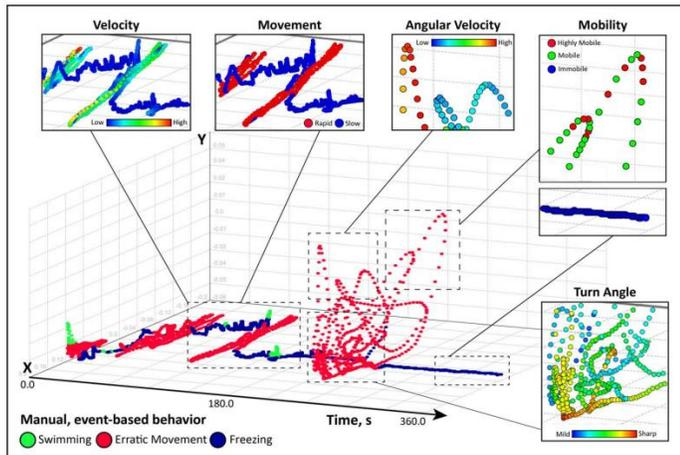 Velocity
Movement
Angular Velocity
Mobility
Low High
Rapid Slow
Low High
Highly Mobile
Mobile
Immobile
Y
X
0.0
180.0
360.0
Time, s
Turn Angle
Mild Sharp
Manual, event-based behavior
Swimming Erratic Movement Freezing